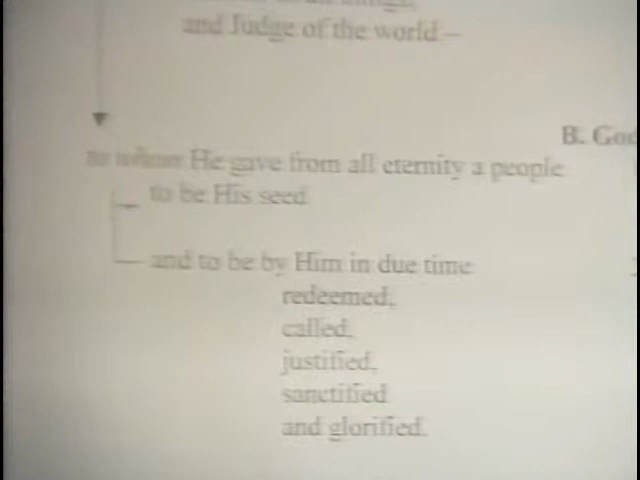 and Judge of the world –
B. God
to whom He gave from all eternity a people
to be His seed
and to be by Him in due time
redeemed,
called,
justified,
sanctified
and glorified.